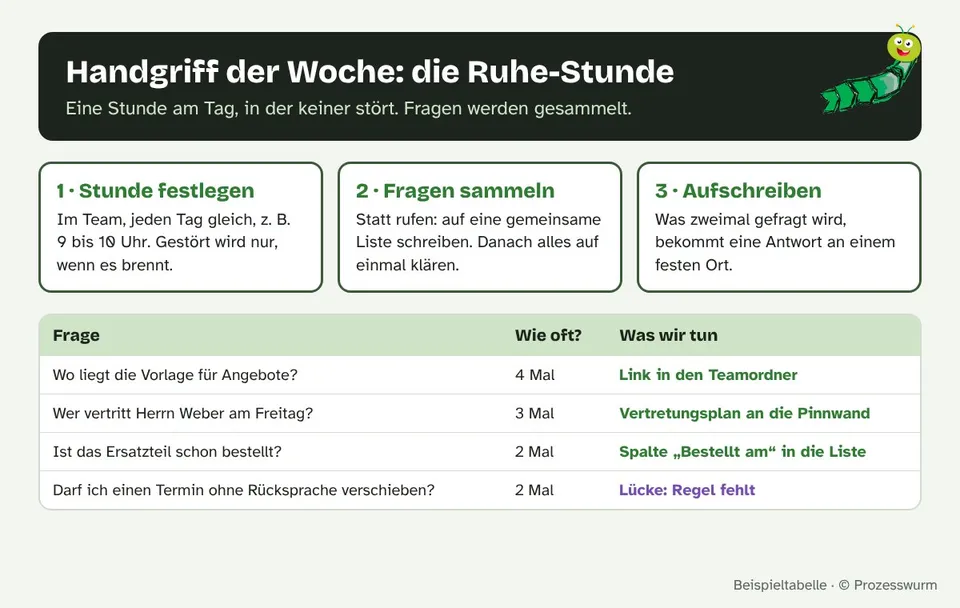 Handgriff der Woche: die Ruhe-Stunde
Eine Stunde am Tag, in der keiner stört. Fragen werden gesammelt.
1 · Stunde festlegen
Im Team, jeden Tag gleich, z. B.
9 bis 10 Uhr. Gestört wird nur,
wenn es brennt.
2 · Fragen sammeln
Statt rufen: auf eine gemeinsame
Liste schreiben. Danach alles auf
einmal klären.
3 · Aufschreiben
Was zweimal gefragt wird,
bekommt eine Antwort an einem
festen Ort.
Frage Wie oft? Was wir tun
Wo liegt die Vorlage für Angebote? 4 Mal Link in den Teamordner
Wer vertritt Herrn Weber am Freitag? 3 Mal Vertretungsplan an die Pinnwand
Ist das Ersatzteil schon bestellt? 2 Mal Spalte „Bestellt am“ in die Liste
Darf ich einen Termin ohne Rücksprache verschieben? 2 Mal Lücke: Regel fehlt
Beispieltabelle · © Prozesswurm